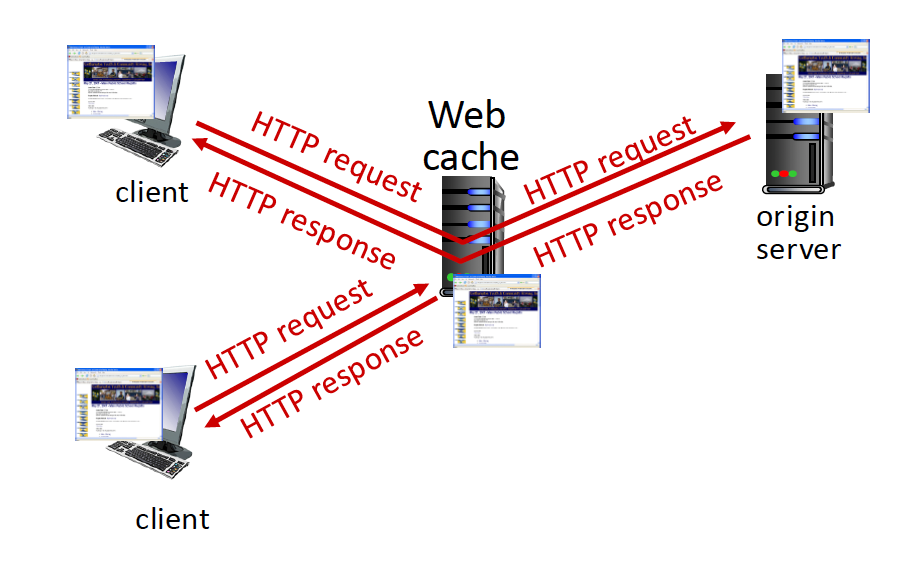 Web
cache
HTTP request
HTTP response
HTTP request
HTTP response
client
origin
server
HTTP request
HTTP response
client